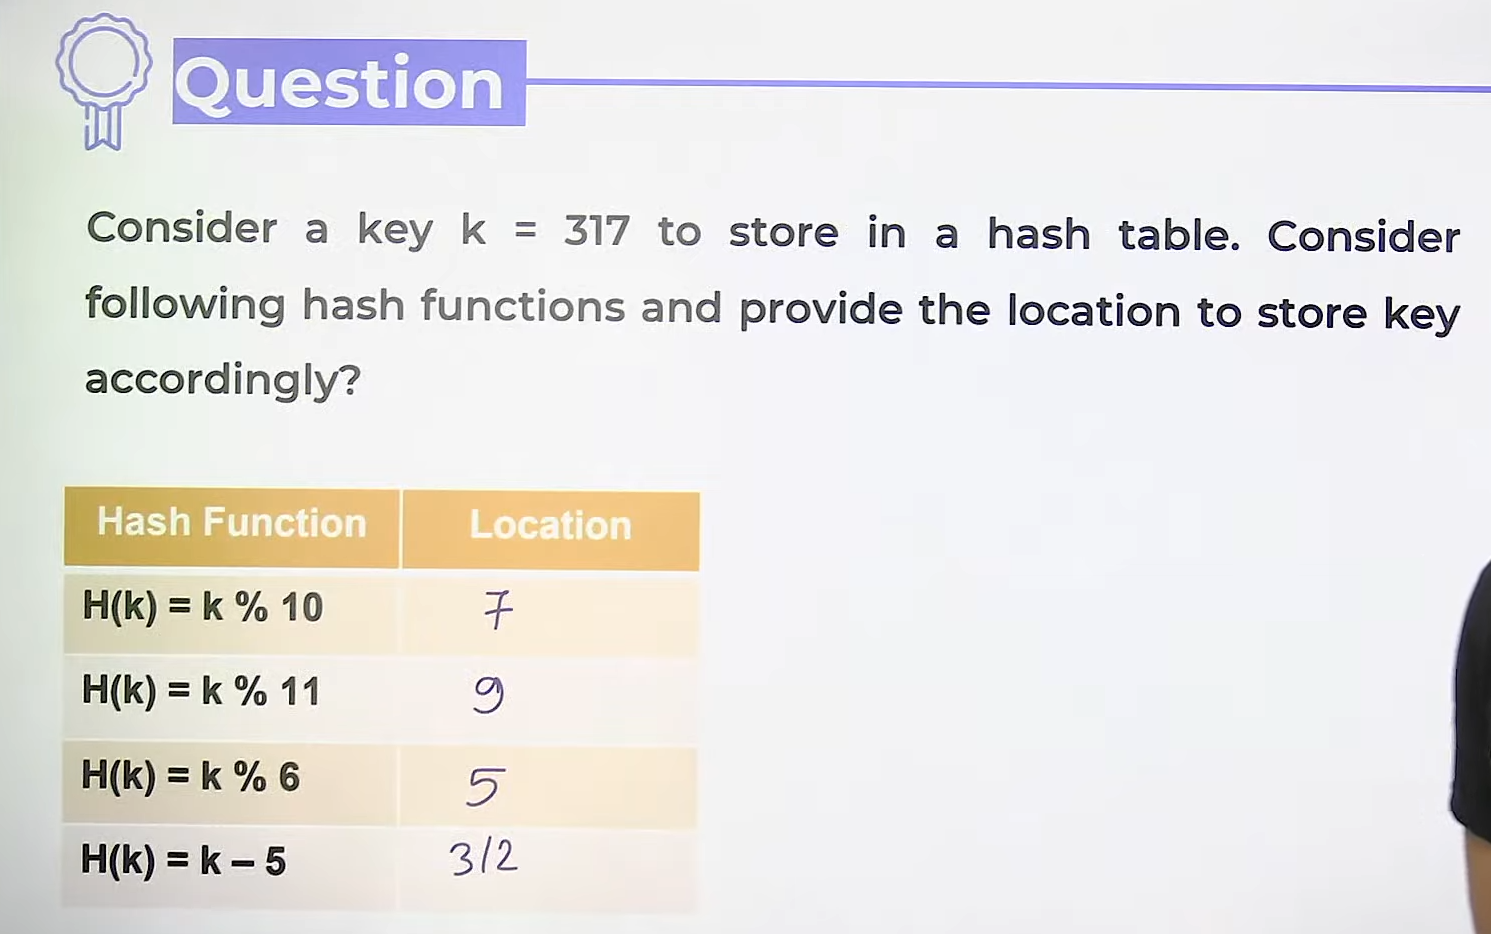 Question
Consider a key k = 317 to store in a hash table. Consider
following hash functions and provide the location to store key
accordingly?
Hash Function Location
H(k) = k % 10 7
H(k) = k % 11 9
H(k) = k % 6 5
H(k) = k – 5 312